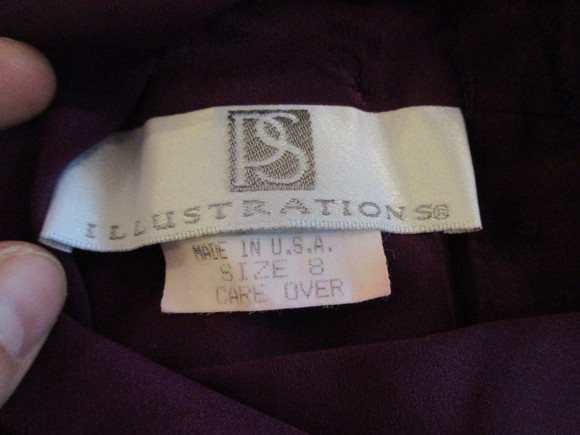 PS
ILLUSTRATIONS®
MADE IN U.S.A.
SIZE 8
CARE OVER